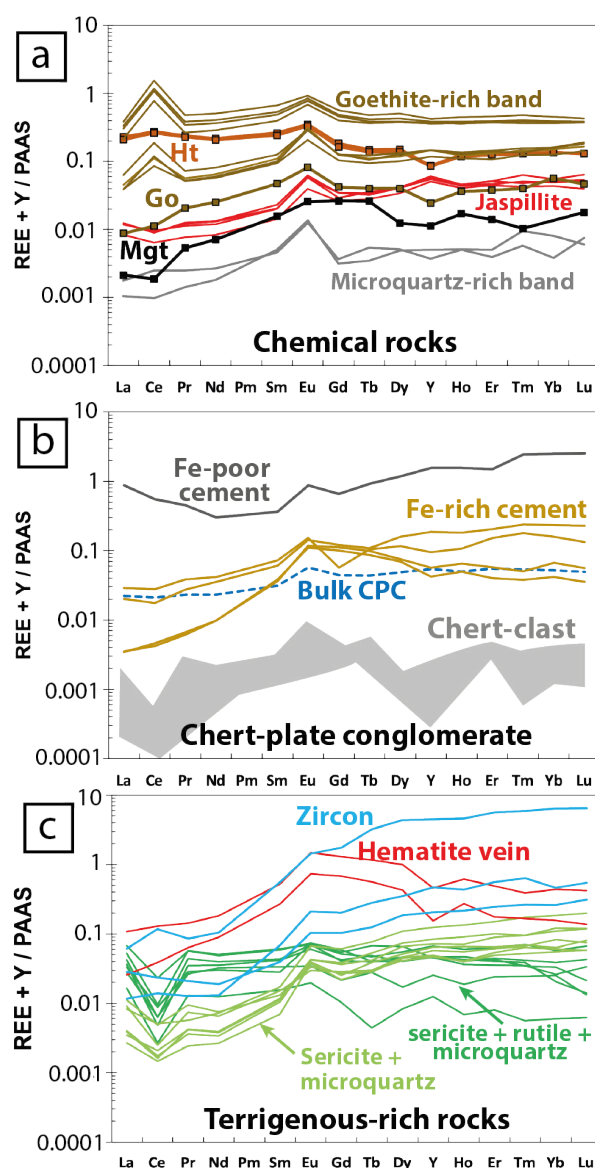 a
10
1
0.1
0.01
0.001
0.0001
REE + Y / PAAS
Goethite-rich band
Ht
Go
Jaspillite
Mgt
Microquartz-rich band
Chemical rocks
La Ce Pr Nd Pm Sm Eu Gd Tb Dy Y Ho Er Tm Yb Lu
b
10
1
0.1
0.01
0.001
0.0001
REE + Y / PAAS
Fe-poor
cement
Fe-rich cement
Bulk CPC
Chert-clast
Chert-plate conglomerate
La Ce Pr Nd Pm Sm Eu Gd Tb Dy Y Ho Er Tm Yb Lu
c
10
1
0.1
0.01
0.001
0.0001
REE + Y / PAAS
Zircon
Hematite vein
sericite + rutile +
microquartz
Sericite +
microquartz
Terrigenous-rich rocks
La Ce Pr Nd Pm Sm Eu Gd Tb Dy Y Ho Er Tm Yb Lu